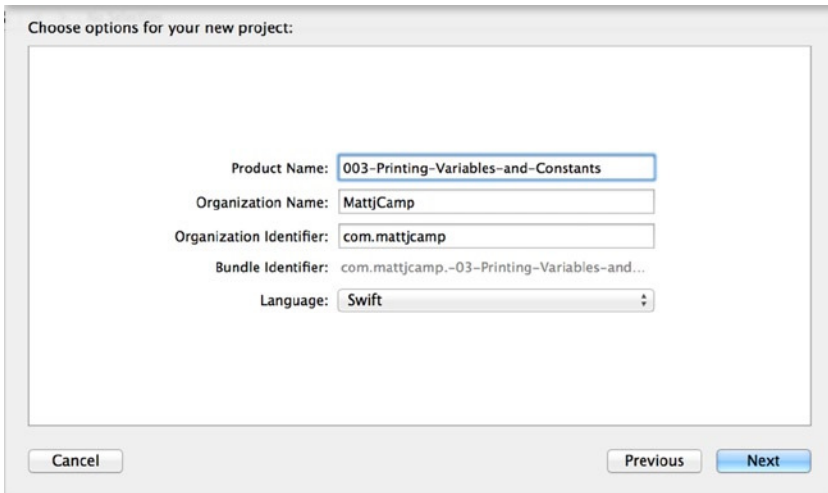 Choose options for your new project:
Product Name: 003-Printing-Variables-and-Constants
Organization Name: MattjCamp
Organization Identifier: com.mattjcamp
Bundle Identifier: com.mattjcamp.-03-Printing-Variables-and...
Language: Swift
Cancel Previous Next